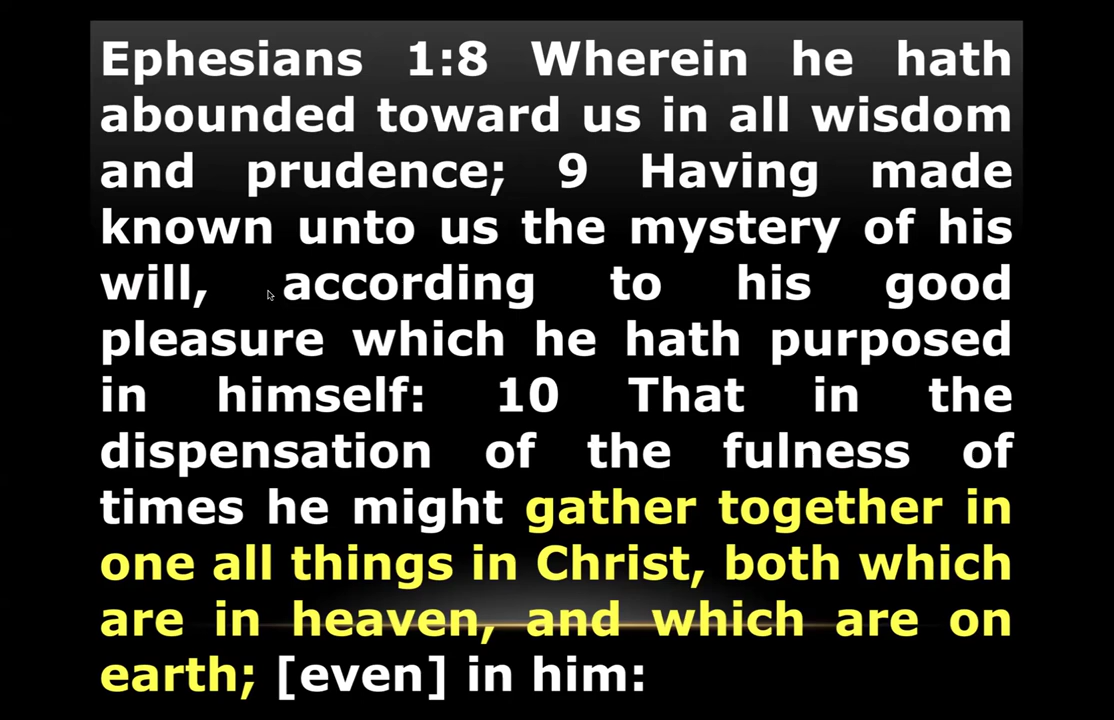 Ephesians 1:8 Wherein he hath
abounded toward us in all wisdom
and prudence; 9 Having made
known unto us the mystery of his
will, according to his good
pleasure which he hath purposed
in himself: 10 That in the
dispensation of the fulness of
times he might gather together in
one all things in Christ, both which
are in heaven, and which are on
earth; [even] in him: